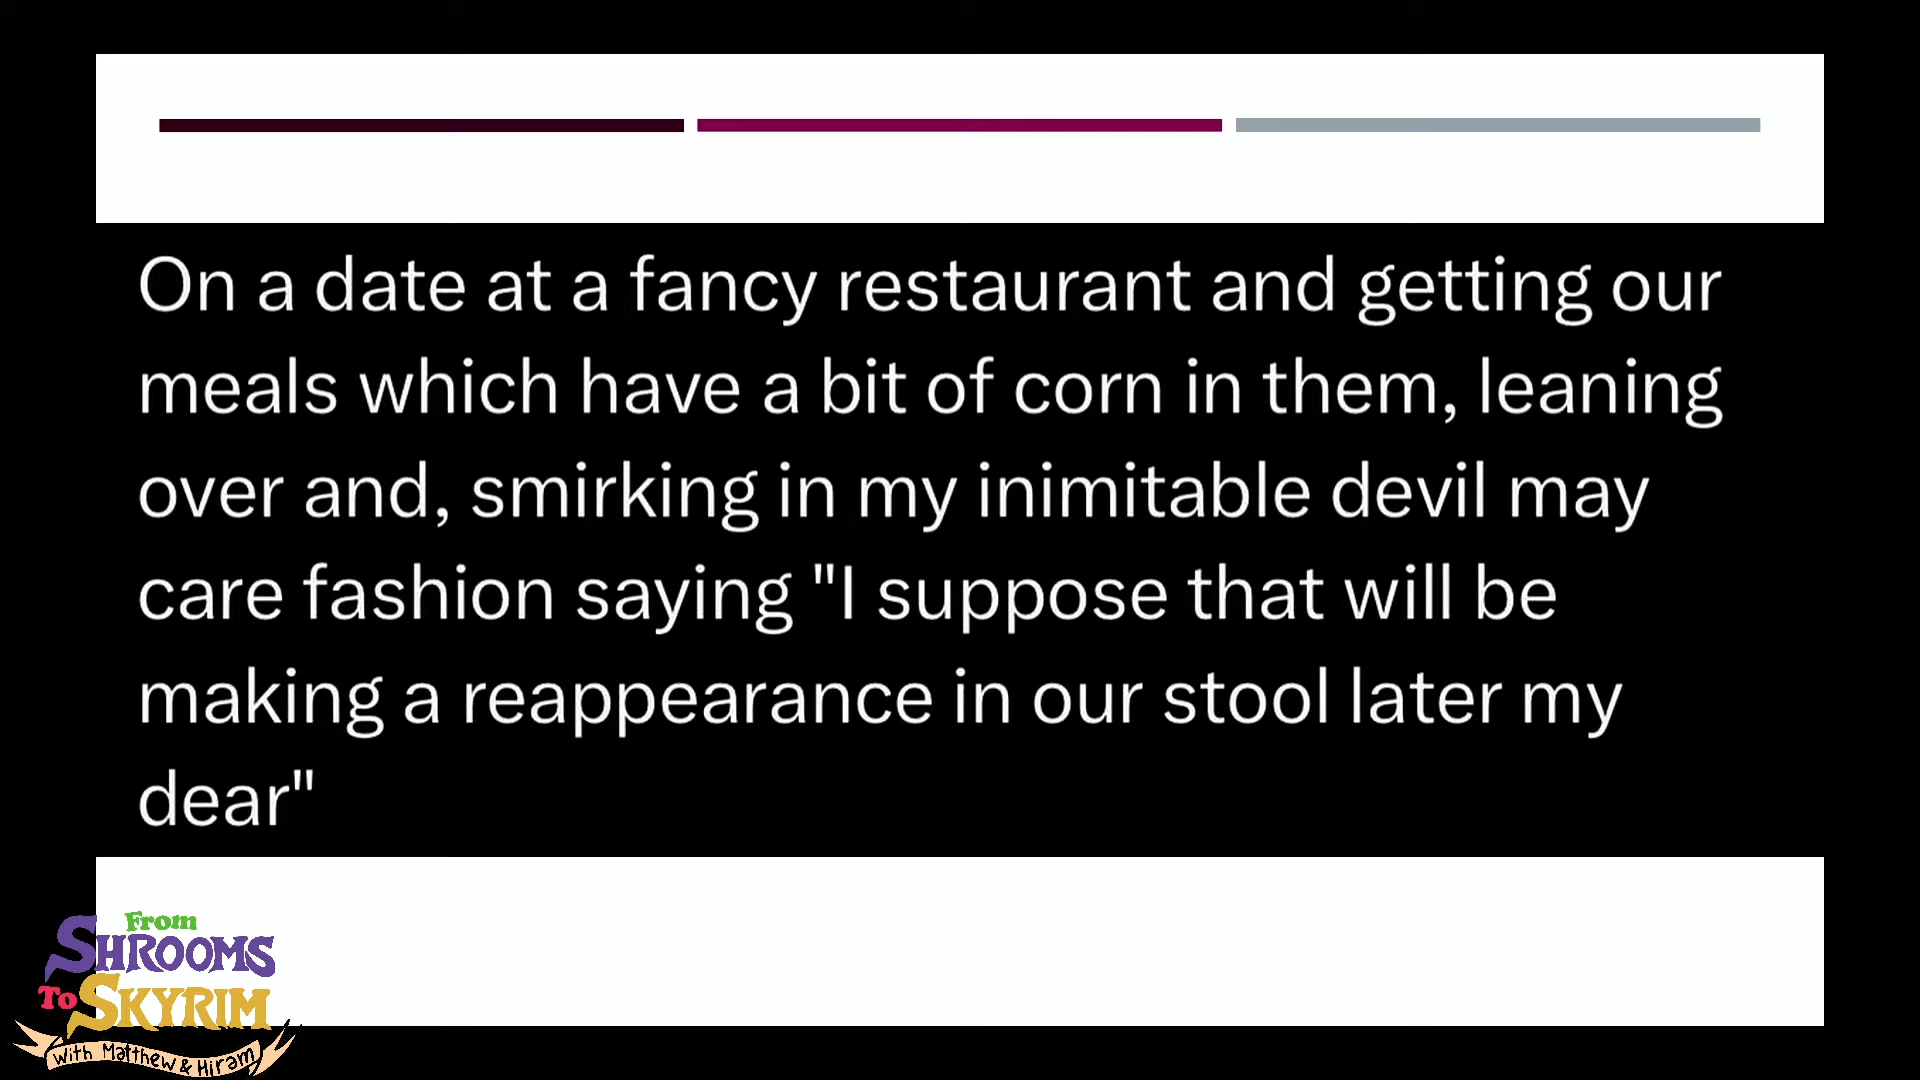 On a date at a fancy restaurant and getting our
meals which have a bit of corn in them, leaning
over and, smirking in my inimitable devil may
care fashion saying "I suppose that will be
making a reappearance in our stool later my
dear"
From
SHROOMS
To SKYRIM
with Matthew & Hiram